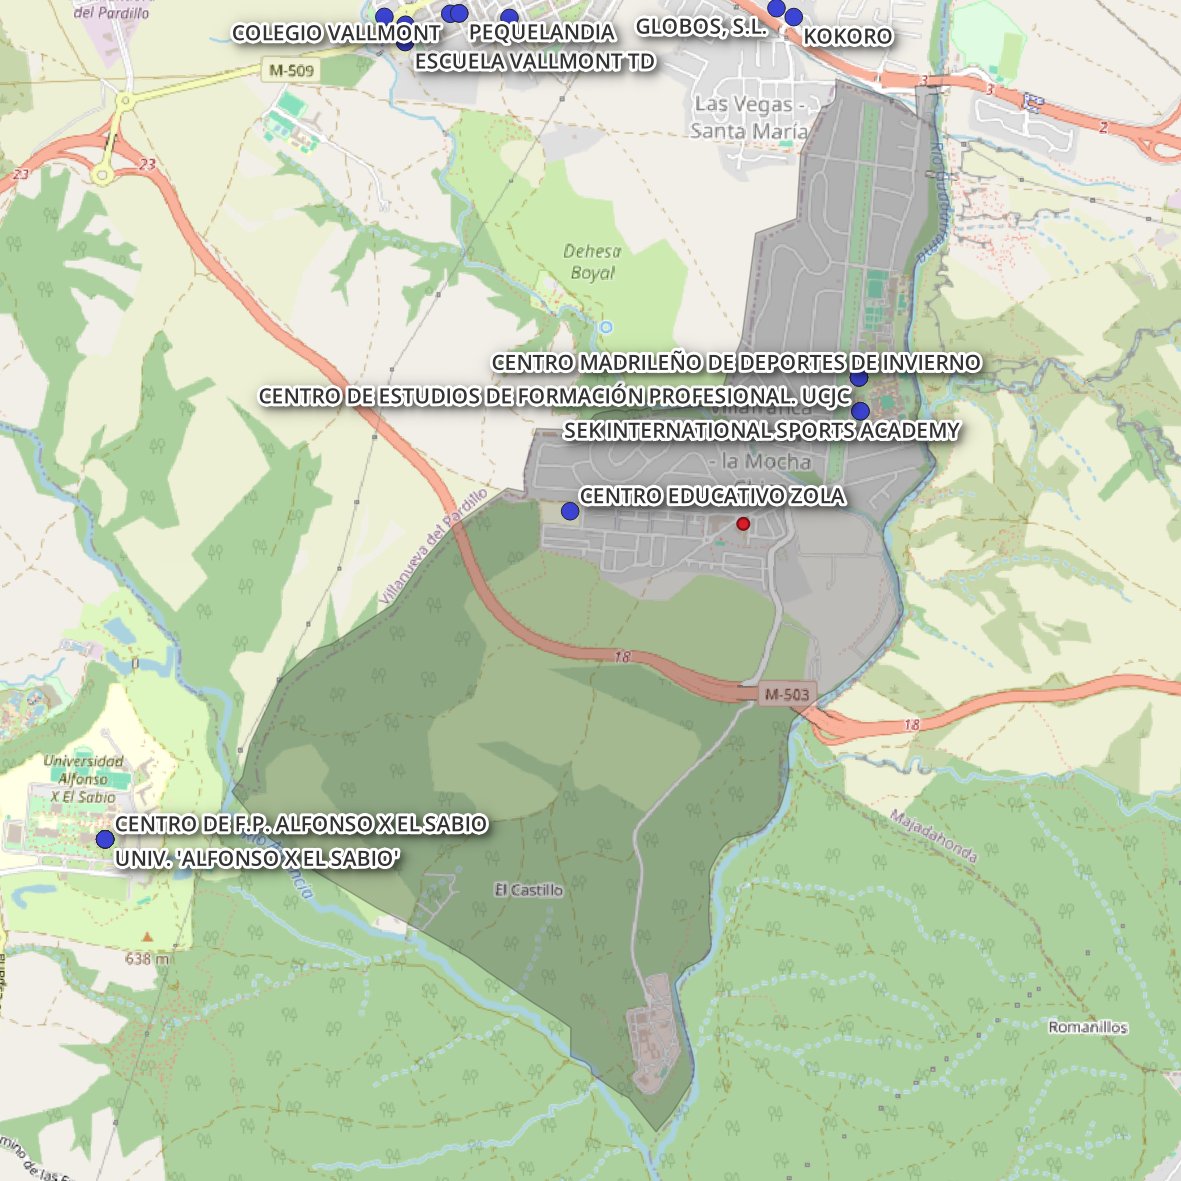 Villanueva
del Pardillo
COLEGIO VALLMONT
PEQUELANDIA
GLOBOS, S.L.
KOKORO
ESCUELA VALLMONT TD
M-509
3
3
2
Las Vegas -
Santa María
23
23
Dehesa
Boyal
CENTRO MADRILEÑO DE DEPORTES DE INVIERNO
CENTRO DE ESTUDIOS DE FORMACIÓN PROFESIONAL. UCJC
SEK INTERNATIONAL SPORTS ACADEMY
- la Mocha
CENTRO EDUCATIVO ZOLA
Villanueva del Pardillo
18
M-503
18
Universidad
Alfonso
X El Sabio
CENTRO DE F.P. ALFONSO X EL SABIO
UNIV. 'ALFONSO X EL SABIO'
Majadahonda
El Castillo
638 m
Romanillos